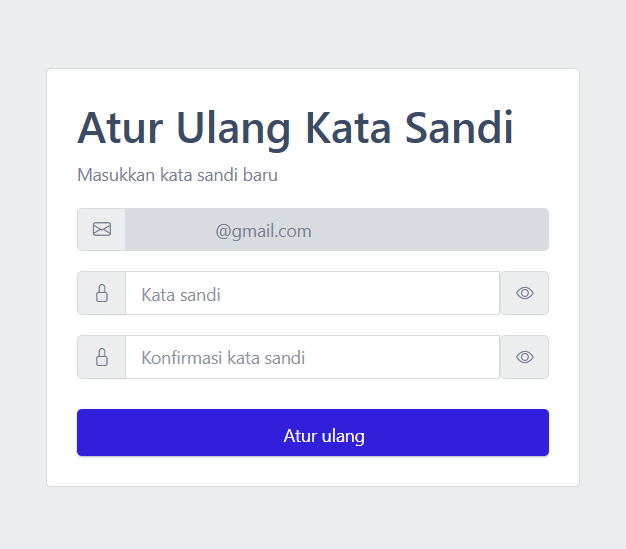 Atur Ulang Kata Sandi
Masukkan kata sandi baru
@gmail.com
Kata sandi
Konfirmasi kata sandi
Atur ulang